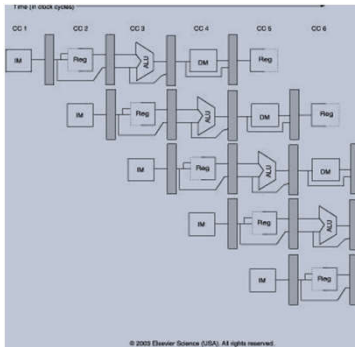 Time (in clock cycles)
CC 1 CC 2 CC 3 CC 4 CC 5 CC 6
IM Reg ALU DM Reg
IM Reg ALU DM Reg
IM Reg ALU DM
IM Reg ALU
IM Reg
© 2003 Elsevier Science (USA). All rights reserved.